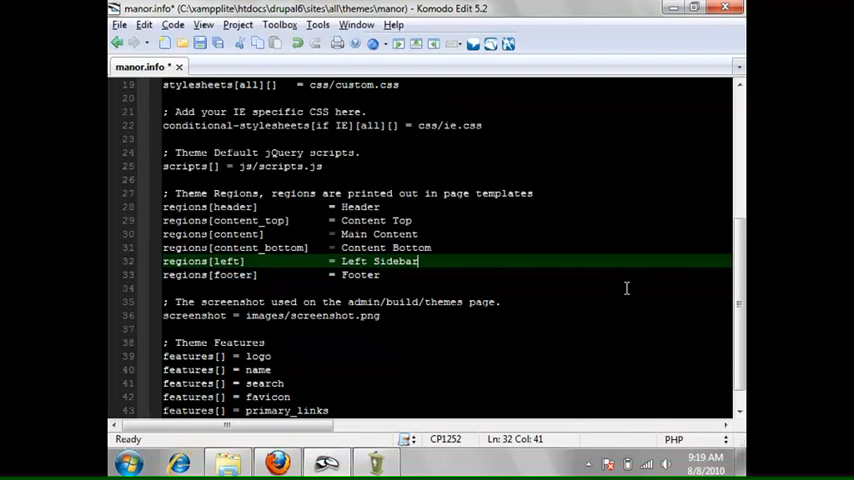 manor.info* (C:\xampplite\htdocs\drupal6\sites\all\themes\manor) - Komodo Edit 5.2
File Edit Code View Project Toolbox Tools Window Help
manor.info *
19 stylesheets[all][] = css/custom.css
20
21 ; Add your IE specific CSS here.
22 conditional-stylesheets[if IE][all][] = css/ie.css
23
24 ; Theme Default jQuery scripts.
25 scripts[] = js/scripts.js
26
27 ; Theme Regions, regions are printed out in page templates
28 regions[header] = Header
29 regions[content_top] = Content Top
30 regions[content] = Main Content
31 regions[content_bottom] = Content Bottom
32 regions[left] = Left Sidebar
33 regions[footer] = Footer
34
35 ; The screenshot used on the admin/build/themes page.
36 screenshot = images/screenshot.png
37
38 ; Theme Features
39 features[] = logo
40 features[] = name
41 features[] = search
42 features[] = favicon
43 features[] = primary_links
Ready CP1252 Ln: 32 Col: 41 PHP
9:19 AM
8/8/2010